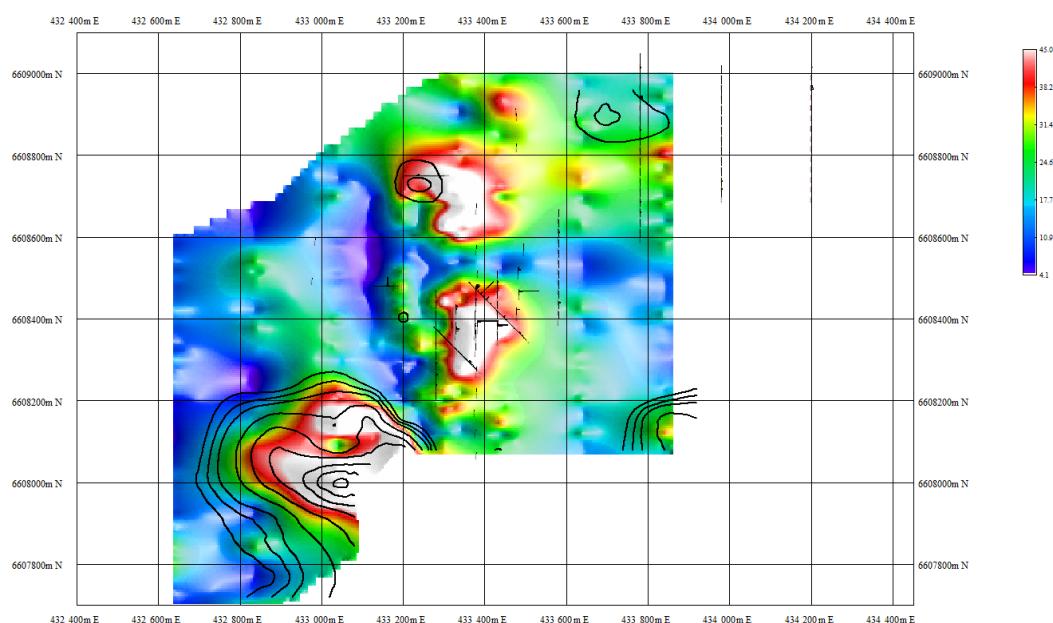 432 400m E 432 600m E 432 800m E 433 000m E 433 200m E 433 400m E 433 600m E 433 800m E 434 000m E 434 200m E 434 400m E
6609000m N 6609000m N
45.0
38.2
31.4
24.6
17.7
10.9
4.1
6608800m N 6608800m N
6608600m N 6608600m N
6608400m N 6608400m N
6608200m N 6608200m N
6608000m N 6608000m N
6607800m N 6607800m N
432 400m E 432 600m E 432 800m E 433 000m E 433 200m E 433 400m E 433 600m E 433 800m E 434 000m E 434 200m E 434 400m E